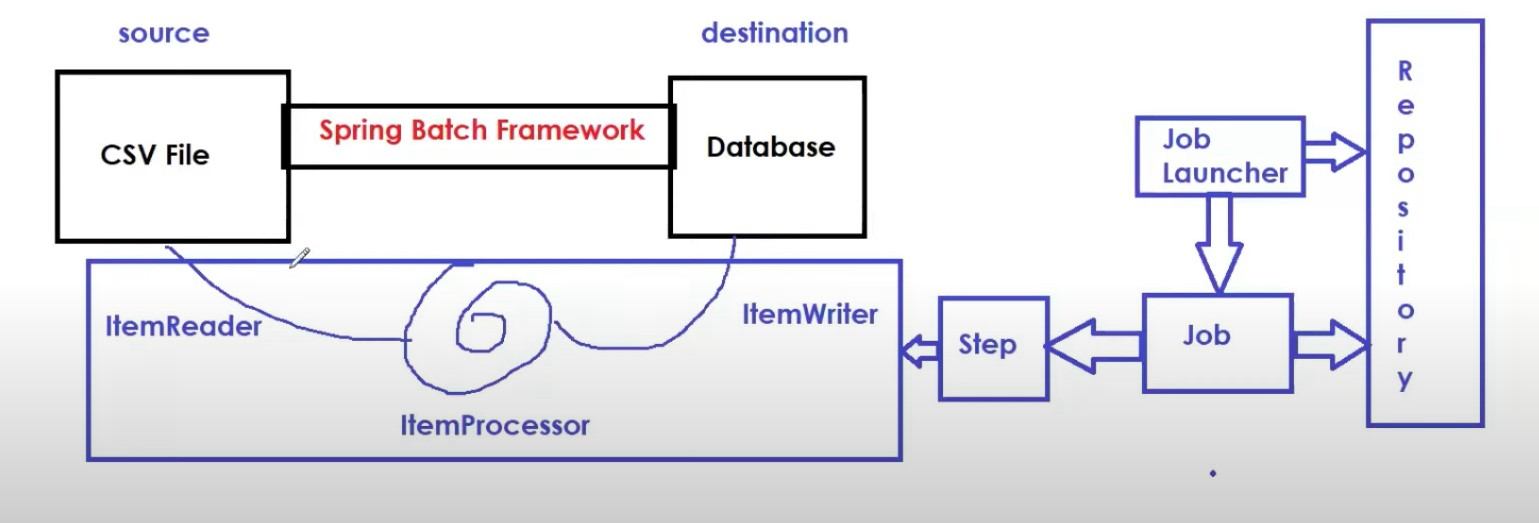 source
destination
CSV File
Spring Batch Framework
Database
ItemReader
ItemProcessor
ItemWriter
Step
Job
Job
Launcher
R
e
p
o
s
i
t
o
r
y